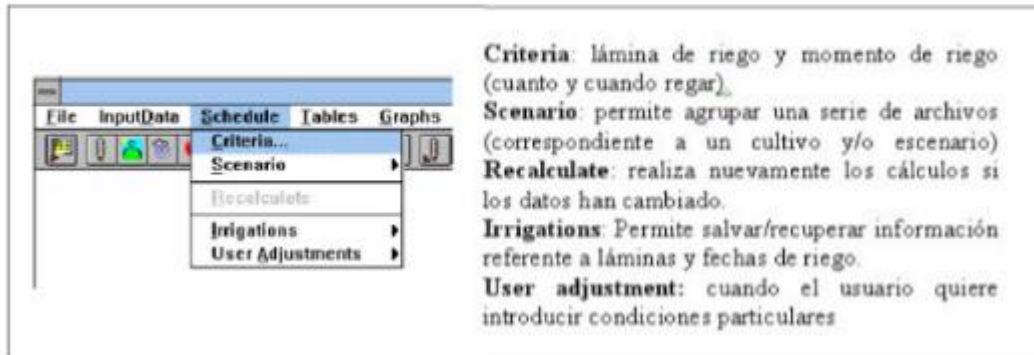 File InputData Schedule Tables Graphs
Criteria...
Scenario
Recalculate
Irrigations
User Adjustments
Criteria: lámina de riego y momento de riego
(cuanto y cuando regar).
Scenario: permite agrupar una serie de archivos
(correspondiente a un cultivo y/o escenario)
Recalculate: realiza nuevamente los cálculos si
los datos han cambiado.
Irrigations: Permite salvar/recuperar información
referente a láminas y fechas de riego.
User adjustment: cuando el usuario quiere
introducir condiciones particulares